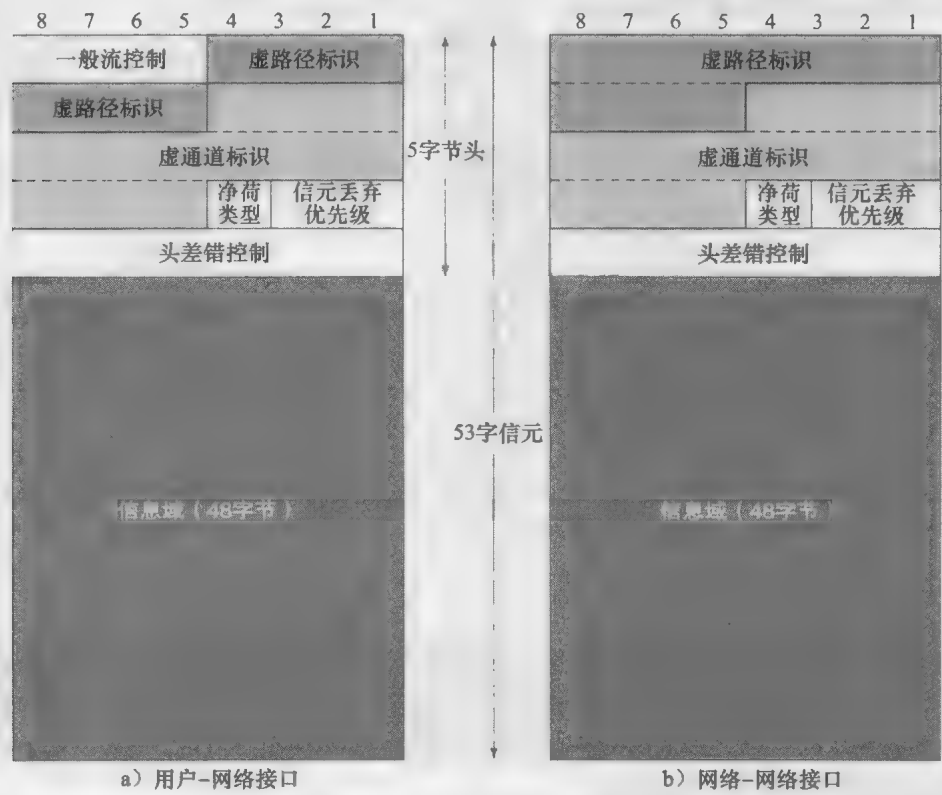 8 7 6 5 4 3 2 1
一般流控制 虚路径标识
虚路径标识
虚通道标识
净荷类型 信元丢弃优先级
头差错控制
信息域（48字节）
a）用户-网络接口
5字节头
53字信元
8 7 6 5 4 3 2 1
虚路径标识
虚通道标识
净荷类型 信元丢弃优先级
头差错控制
信息域（48字节
b）网络-网络接口